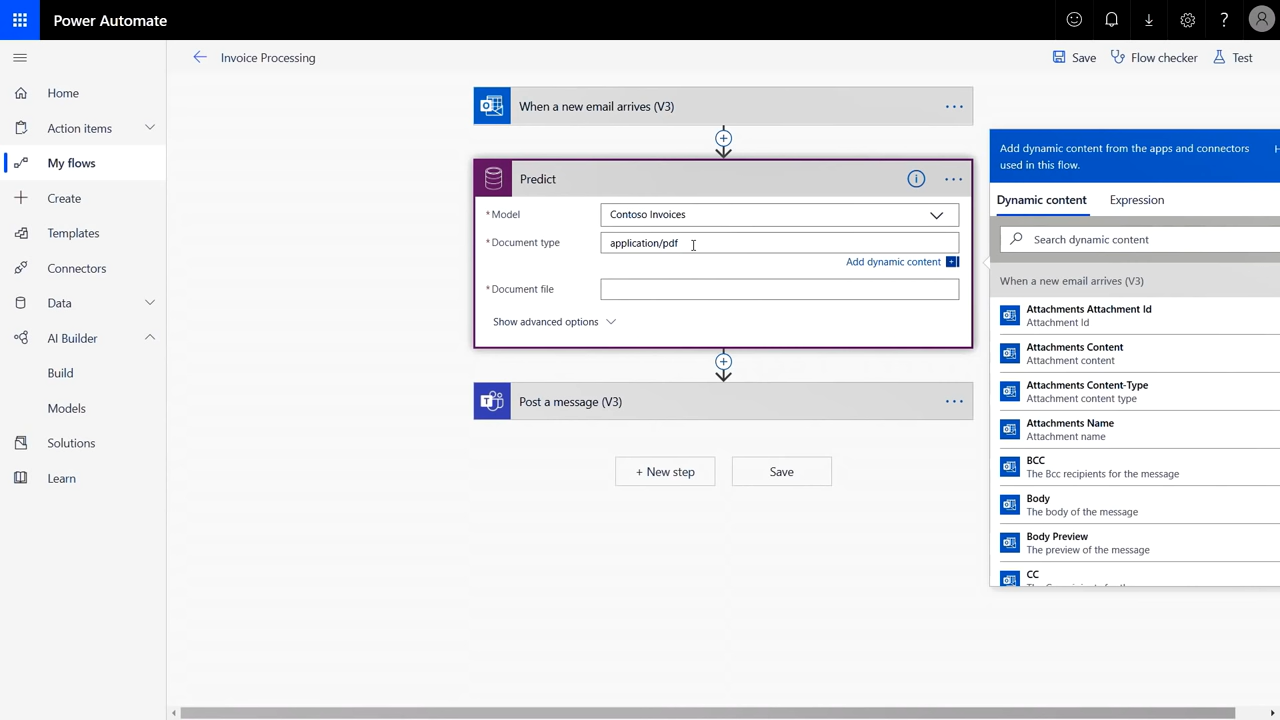 Power Automate
Invoice Processing
Save
Flow checker
Test
Home
Action items
My flows
Create
Templates
Connectors
Data
AI Builder
Build
Models
Solutions
Learn
When a new email arrives (V3)
Predict
* Model
Contoso Invoices
* Document type
application/pdf
Add dynamic content
* Document file
Show advanced options
Post a message (V3)
+ New step
Save
Add dynamic content from the apps and connectors
used in this flow.
Dynamic content
Expression
Search dynamic content
When a new email arrives (V3)
Attachments Attachment Id
Attachment Id
Attachments Content
Attachment content
Attachments Content-Type
Attachment content type
Attachments Name
Attachment name
BCC
The Bcc recipients for the message
Body
The body of the message
Body Preview
The preview of the message
CC